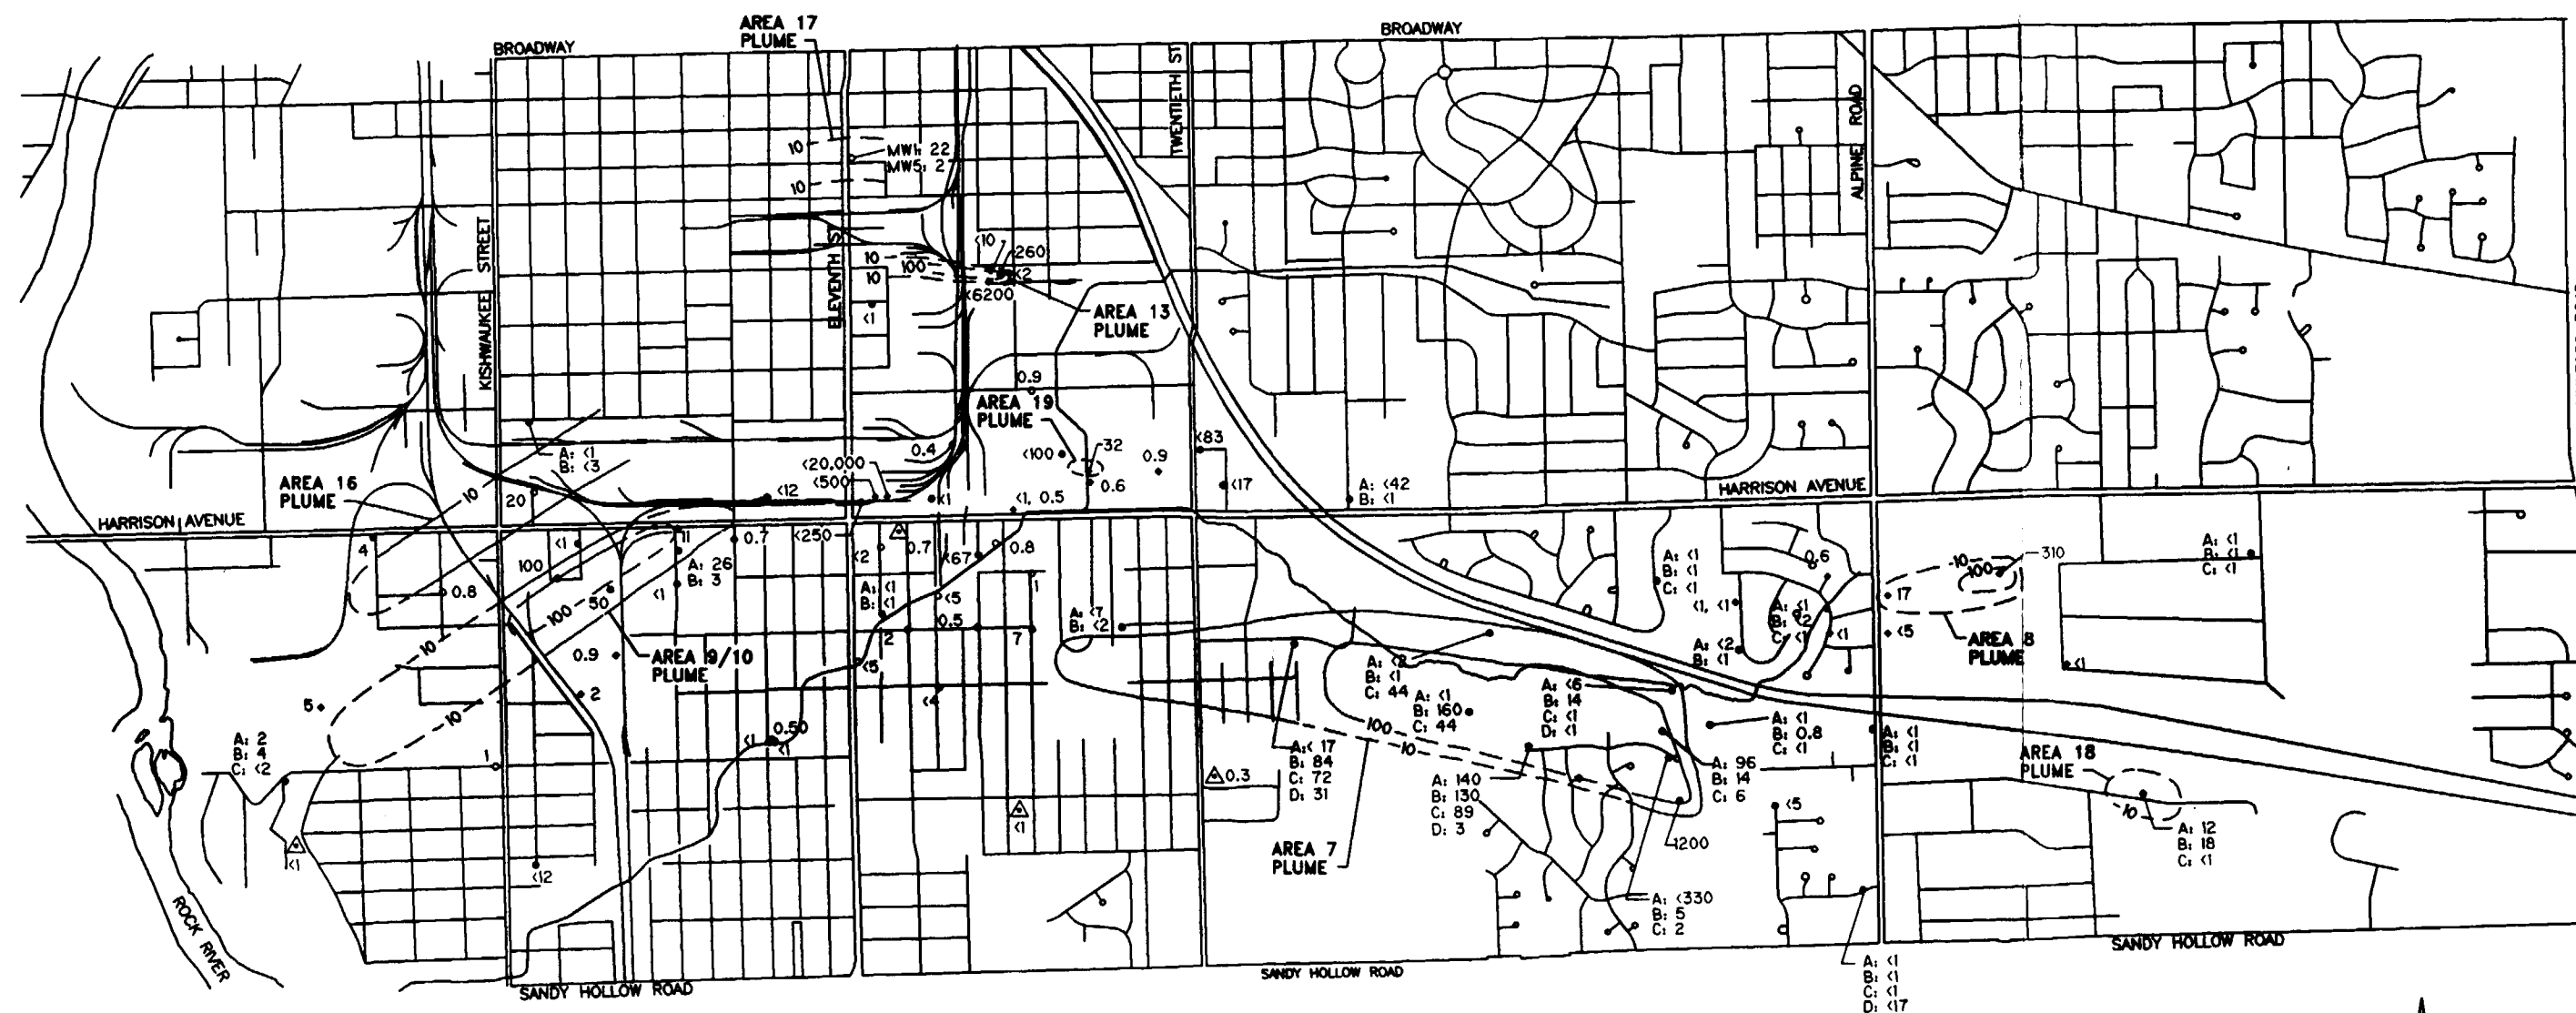 AREA 17
PLUME
BROADWAY
BROADWAY
TWENTIETH ST
ALPINE ROAD
10
MW1: 22
MW5: 2
10
KISHWAUKEE STREET
ELEVENTH ST
<10
260
10
100
10
<2
<6200
<1
AREA 13
PLUME
0.9
AREA 19
PLUME
A: <1
B: <3
0.4
<100
32
0.9
<83
<20,000
<500
0.6
<17
A: <42
B: <1
AREA 16
PLUME
10
20
<12
<1
<1, 0.5
HARRISON AVENUE
HARRISON AVENUE
4
<1
100
11
0.7
<250
<2
0.7
<67
0.8
A: 26
B: 3
<1
0.8
50
100
A: <1
B: <1
<5
1
A: <7
B: <2
0.5
2
7
<5
10
0.9
AREA 9/10
PLUME
2
<4
5
10
A: 2
B: 4
C: <2
1
0.50
<1
<1
<1
<12
<1
0.3
A: <1
B: <1
C: <1
0.6
<1, <1
A: <1
B: <2
C: <1
<1
A: <2
B: <1
17
<5
10
100
310
AREA 8
PLUME
A: <1
B: <1
C: <1
<1
A: <2
B: <1
C: 44
A: <1
B: 160
C: 44
A: <6
B: 14
C: <1
D: <1
100
10
A: < 17
B: 84
C: 72
D: 31
A: <1
B: 0.8
C: <1
A: <1
B: <1
C: <1
A: 96
B: 14
C: 6
A: 140
B: 130
C: 89
D: 3
<5
1200
AREA 7
PLUME
A: <330
B: 5
C: 2
AREA 18
PLUME
10
A: 12
B: 18
C: <1
ROCK RIVER
SANDY HOLLOW ROAD
SANDY HOLLOW ROAD
SANDY HOLLOW ROAD
A: <1
B: <1
C: <1
D: <17